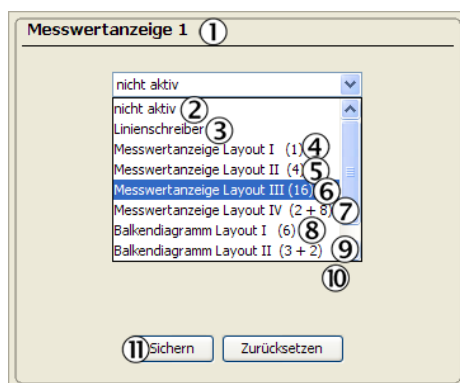 Messwertanzeige 1 ①
nicht aktiv
nicht aktiv ②
Linienschreiber ③
Messwertanzeige Layout I (1) ④
Messwertanzeige Layout II (4) ⑤
Messwertanzeige Layout III (16) ⑥
Messwertanzeige Layout IV (2 + 8) ⑦
Balkendiagramm Layout I (6) ⑧
Balkendiagramm Layout II (3 + 2) ⑨
⑩
⑪ Sichern Zurücksetzen